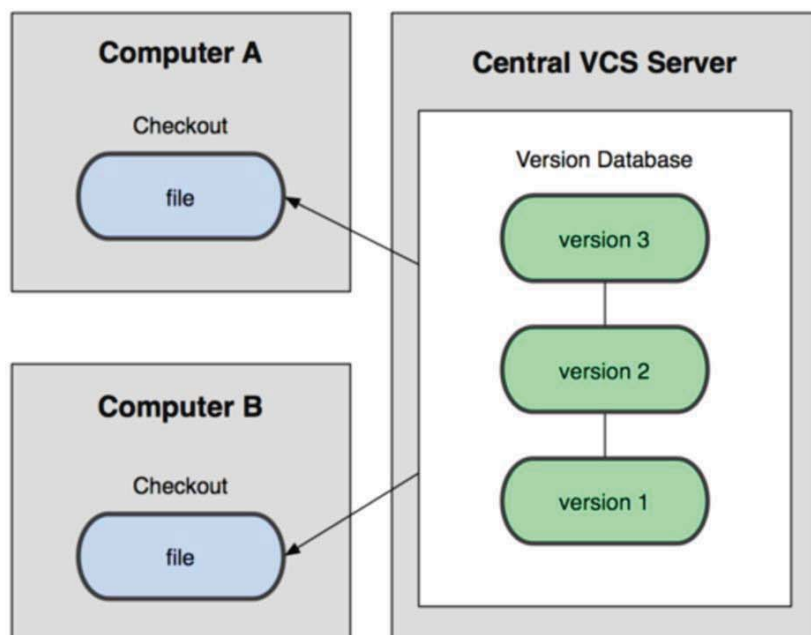 Computer A
Checkout
file
Computer B
Checkout
file
Central VCS Server
Version Database
version 3
version 2
version 1